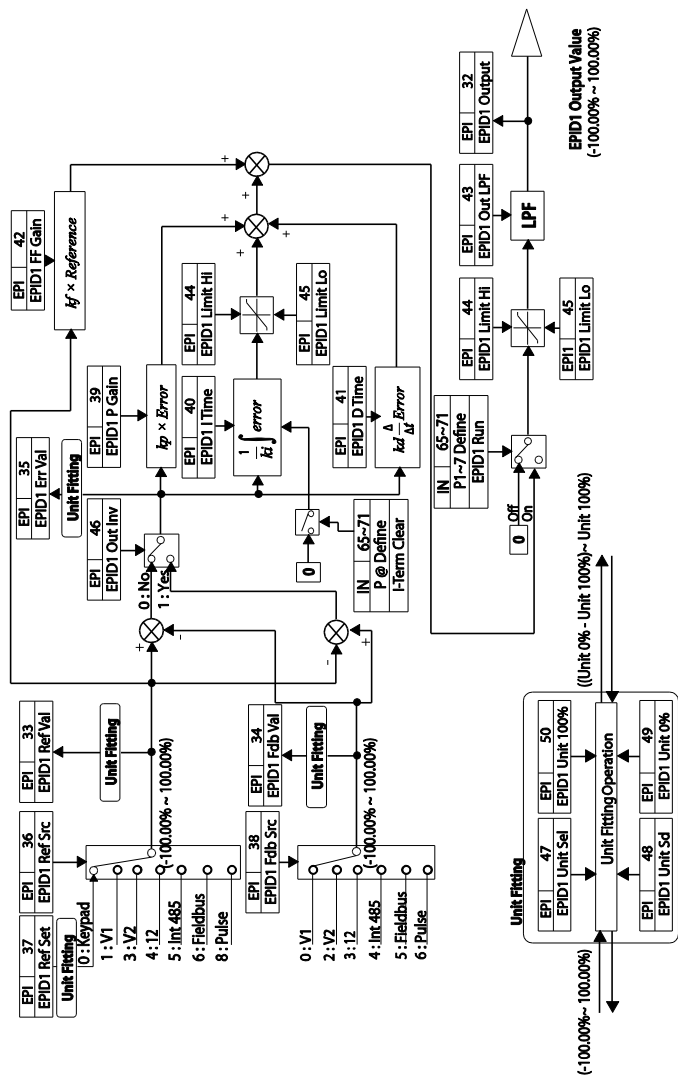 EPI 37
EPID1 Ref Set
Unit Fitting
EPI 36
EPID1 Ref Src
0 : Keypad
1 : V1
3 : V2
4 : 12
5 : Int 485
6 : Fieldbus
8 : Pulse
(-100.00% ~ 100.00%)
EPI 33
EPID1 Ref Val
Unit Fitting
EPI 38
EPID1 Fdb Src
0 : V1
2 : V2
3 : 12
4 : Int 485
5 : Fieldbus
6 : Pulse
(-100.00% ~ 100.00%)
EPI 34
EPID1 Fdb Val
Unit Fitting
+
-
-
+
0 : No
1 : Yes
EPI 46
EPID1 Out Inv
EPI 35
EPID1 Err Val
Unit Fitting
0
IN 65~71
P @ Define
I-Term Clear
EPI 39
EPID1 P Gain
kp × Error
EPI 40
EPID1 I Time
1/ki ∫ error
EPI 41
EPID1 D Time
kd Δ/Δt Error
EPI 42
EPID1 FF Gain
kf × Reference
EPI 44
EPID1 Limit Hi
EPI 45
EPID1 Limit Lo
+
+
+
+
+
0
Off
On
IN 65~71
P1~7 Define
EPID1 Run
EPI 44
EPID1 Limit Hi
EPI1 45
EPID1 Limit Lo
EPI 43
EPID1 Out LPF
LPF
EPI 32
EPID1 Output
EPID1 Output Value
(-100.00% ~ 100.00%)
Unit Fitting
(-100.00%~ 100.00%)
EPI 47
EPID1 Unit Sel
EPI 50
EPID1 Unit 100%
Unit Fitting Operation
EPI 48
EPID1 Unit Sd
EPI 49
EPID1 Unit 0%
((Unit 0% - Unit 100%)~ Unit 100%)